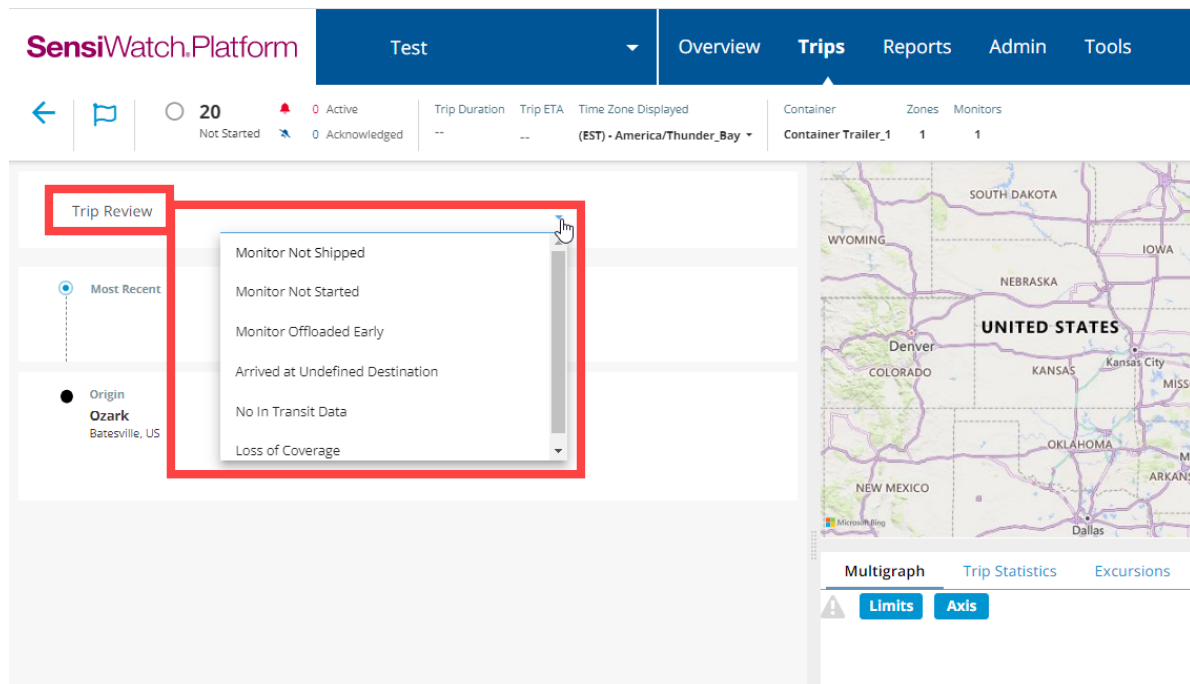 SensiWatch.Platform
Test
Overview Trips Reports Admin Tools
20
Not Started
0 Active
0 Acknowledged
Trip Duration
--
Trip ETA
--
Time Zone Displayed
(EST) - America/Thunder_Bay
Container
Container Trailer_1
Zones
1
Monitors
1
Trip Review
Monitor Not Shipped
Monitor Not Started
Monitor Offloaded Early
Arrived at Undefined Destination
No In Transit Data
Loss of Coverage
Most Recent
Origin
Ozark
Batesville, US
SOUTH DAKOTA
WYOMING
IOWA
NEBRASKA
UNITED STATES
Denver
Kansas City
COLORADO
KANSAS
MISS
OKLAHOMA
M
ARKANS
NEW MEXICO
Microsoft Bing
Dallas
Multigraph Trip Statistics Excursions
Limits Axis